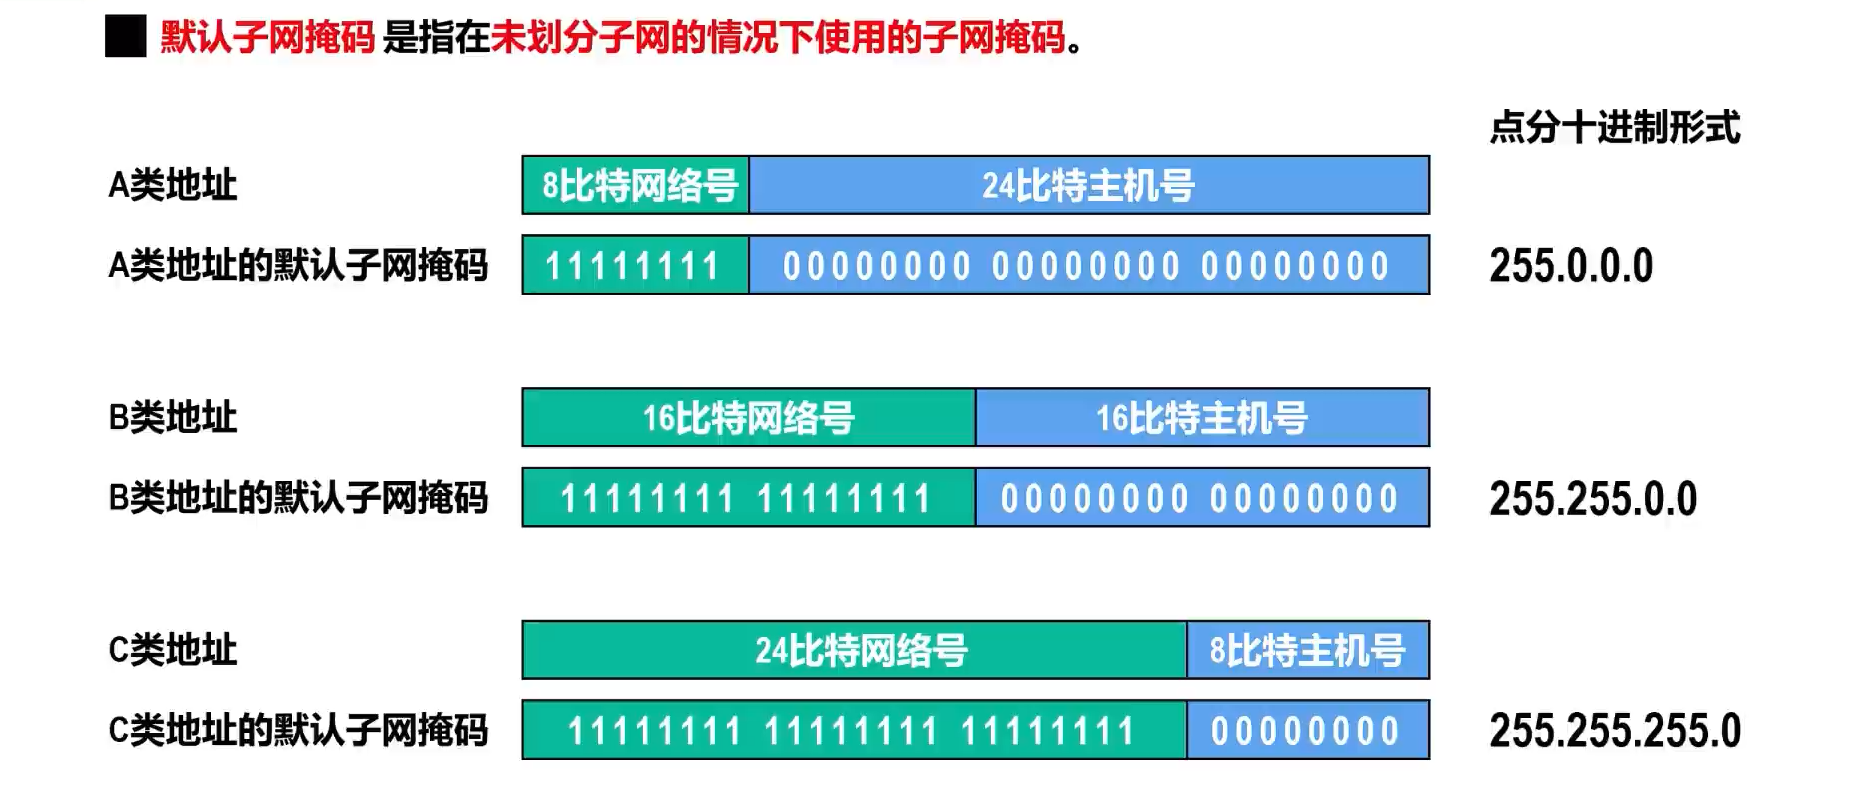 默认子网掩码 是指在未划分子网的情况下使用的子网掩码。
点分十进制形式
A类地址 8比特网络号 24比特主机号
A类地址的默认子网掩码 11111111 00000000 00000000 00000000 255.0.0.0
B类地址 16比特网络号 16比特主机号
B类地址的默认子网掩码 11111111 11111111 00000000 00000000 255.255.0.0
C类地址 24比特网络号 8比特主机号
C类地址的默认子网掩码 11111111 11111111 11111111 00000000 255.255.255.0